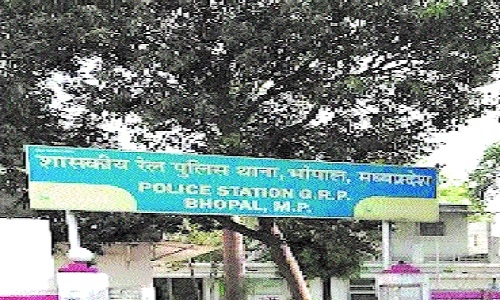 शासकीय रेल पुलिस थाना, भोपाल, मध्यप्रदेश
POLICE STATION G.R.P.
BHOPAL, M.P.